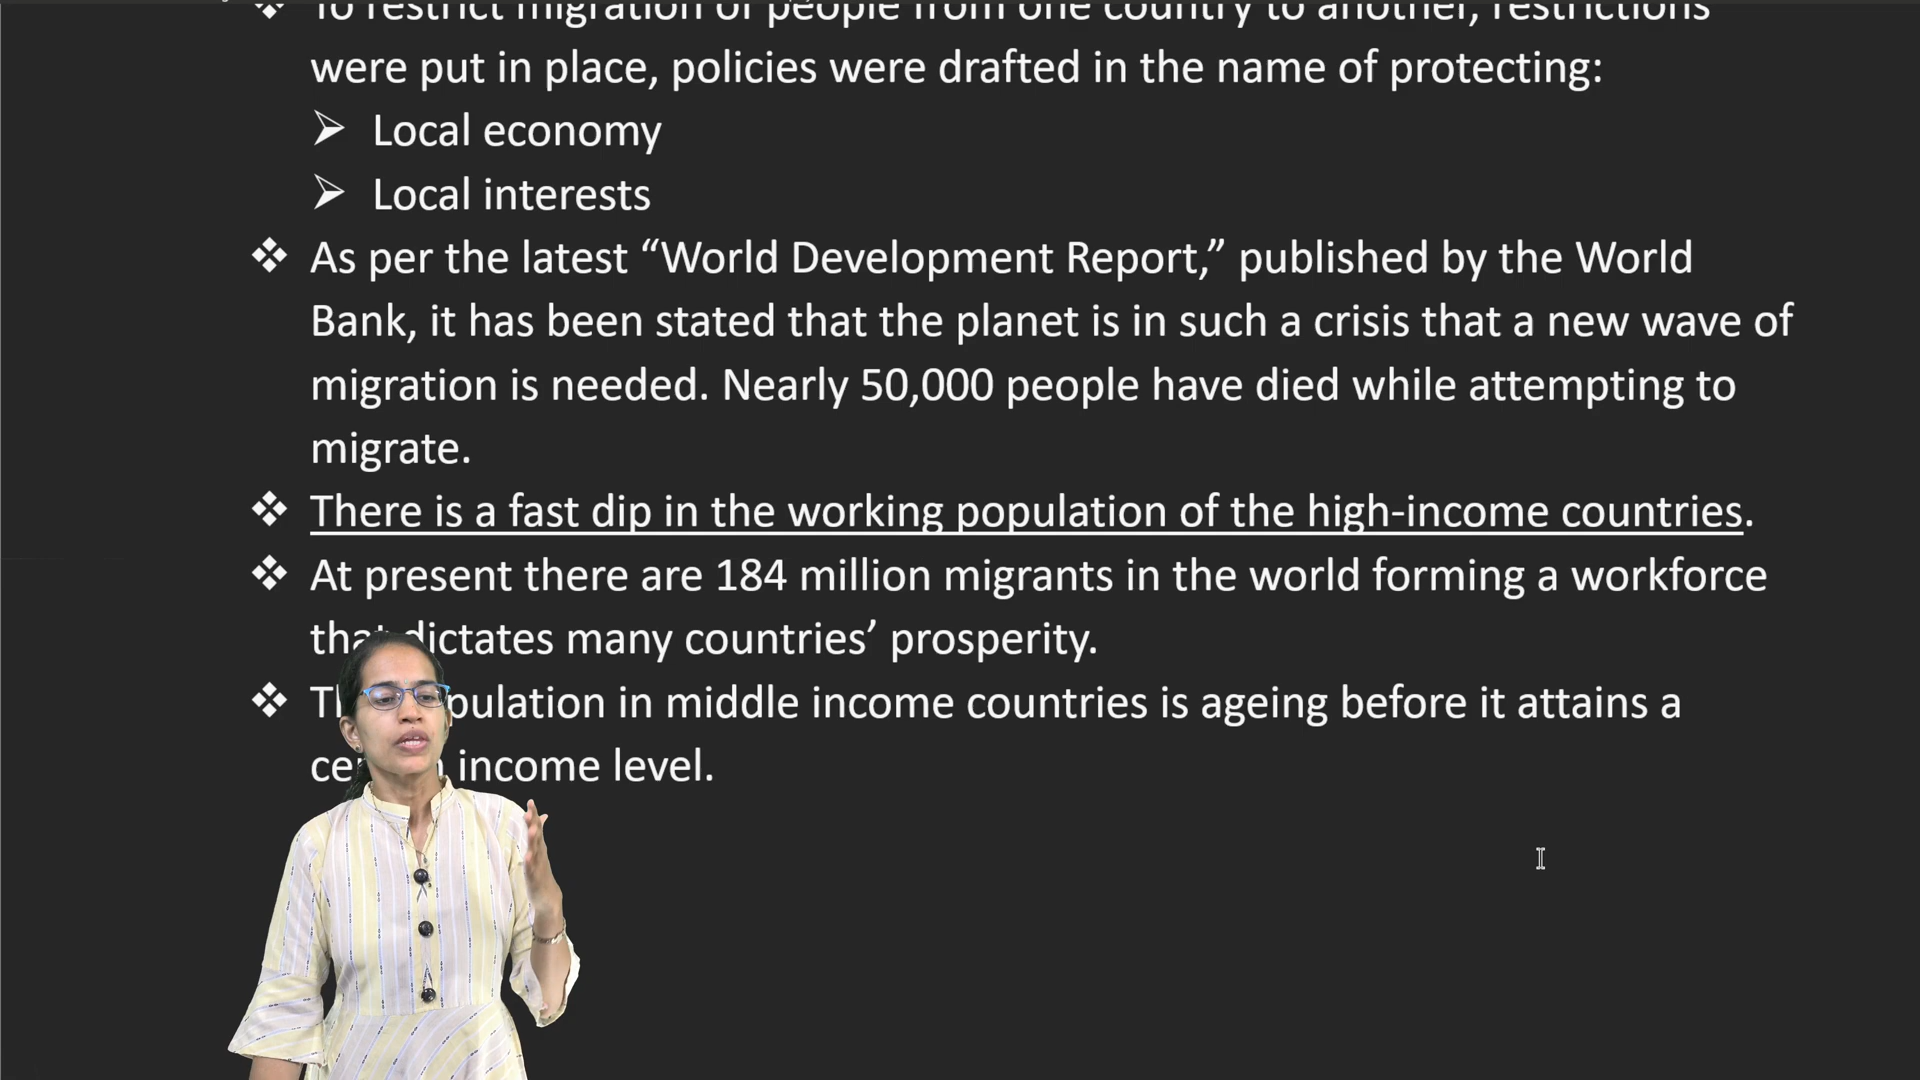 To restrict migration of people from one country to another, restrictions
were put in place, policies were drafted in the name of protecting:
Local economy
Local interests
As per the latest “World Development Report,” published by the World
Bank, it has been stated that the planet is in such a crisis that a new wave of
migration is needed. Nearly 50,000 people have died while attempting to
migrate.
There is a fast dip in the working population of the high-income countries.
At present there are 184 million migrants in the world forming a workforce
that dictates many countries’ prosperity.
in middle income countries is ageing before it attains a
income level.